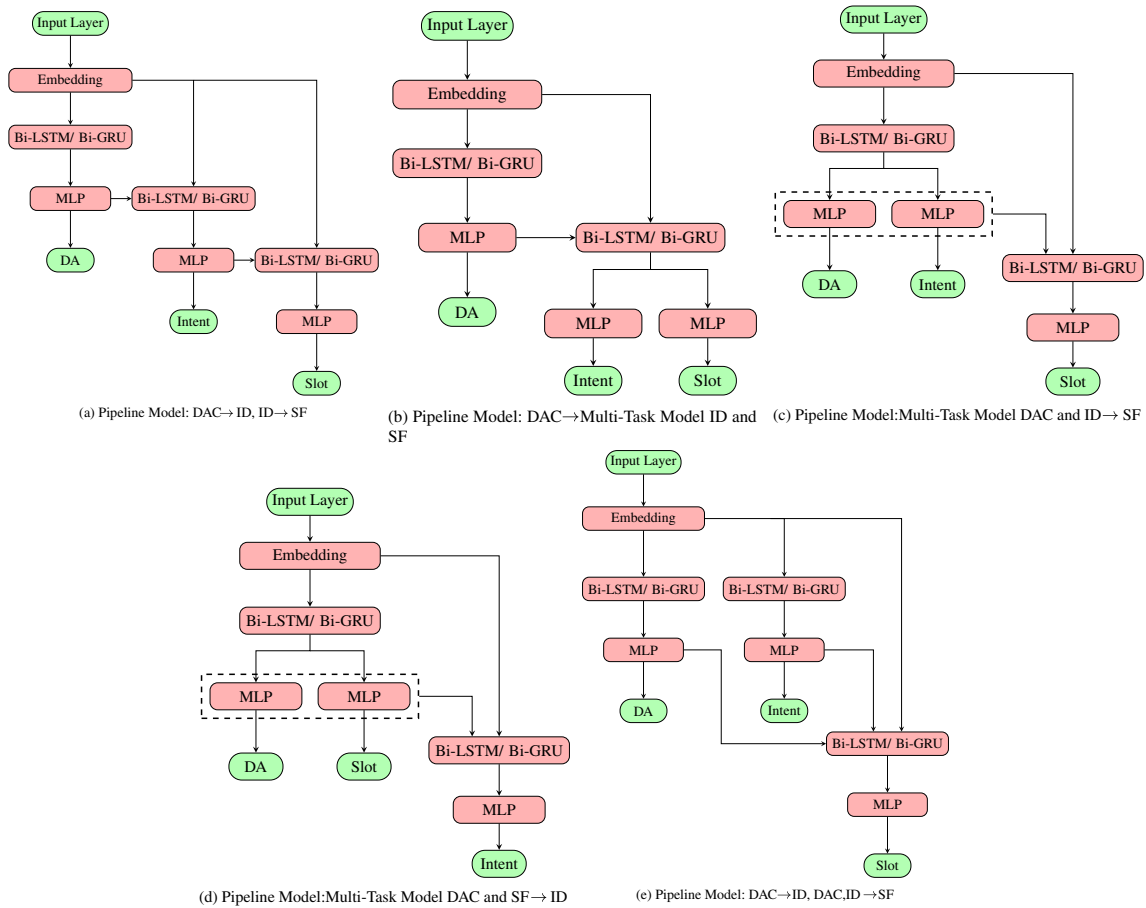 Input Layer
Embedding
Bi-LSTM/ Bi-GRU
MLP
Bi-LSTM/ Bi-GRU
DA
MLP
Bi-LSTM/ Bi-GRU
Intent
MLP
Slot
(a) Pipeline Model: DAC→ID, ID→SF
Input Layer
Embedding
Bi-LSTM/ Bi-GRU
MLP
Bi-LSTM/ Bi-GRU
DA
MLP
MLP
Intent
Slot
(b) Pipeline Model: DAC→Multi-Task Model ID and
SF
Input Layer
Embedding
Bi-LSTM/ Bi-GRU
MLP
MLP
Bi-LSTM/ Bi-GRU
DA
Intent
MLP
Slot
(c) Pipeline Model:Multi-Task Model DAC and ID→ SF
Input Layer
Embedding
Bi-LSTM/ Bi-GRU
MLP
MLP
Bi-LSTM/ Bi-GRU
DA
Slot
MLP
Intent
(d) Pipeline Model:Multi-Task Model DAC and SF→ ID
Input Layer
Embedding
Bi-LSTM/ Bi-GRU
Bi-LSTM/ Bi-GRU
MLP
MLP
DA
Intent
Bi-LSTM/ Bi-GRU
MLP
Slot
(e) Pipeline Model: DAC→ID, DAC,ID →SF